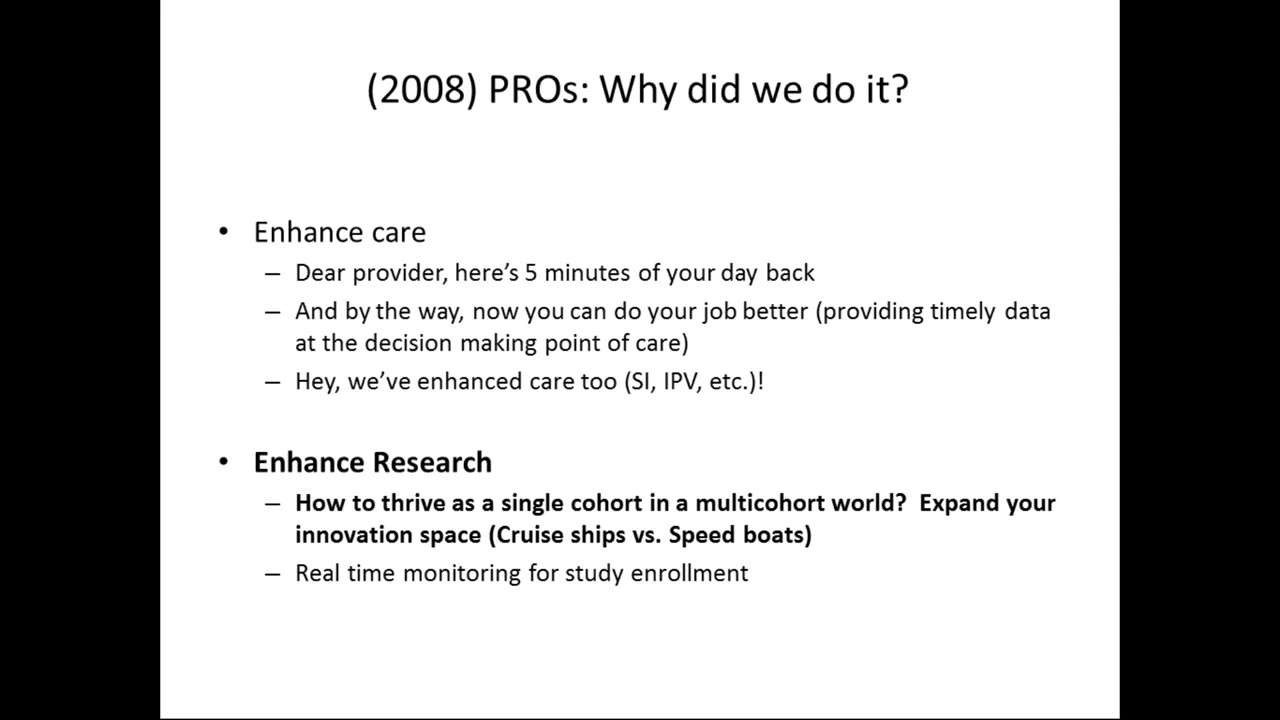 (2008) PROs: Why did we do it?
• Enhance care
– Dear provider, here’s 5 minutes of your day back
– And by the way, now you can do your job better (providing timely data
at the decision making point of care)
– Hey, we’ve enhanced care too (SI, IPV, etc.)!
• Enhance Research
– How to thrive as a single cohort in a multicohort world?  Expand your
innovation space (Cruise ships vs. Speed boats)
– Real time monitoring for study enrollment